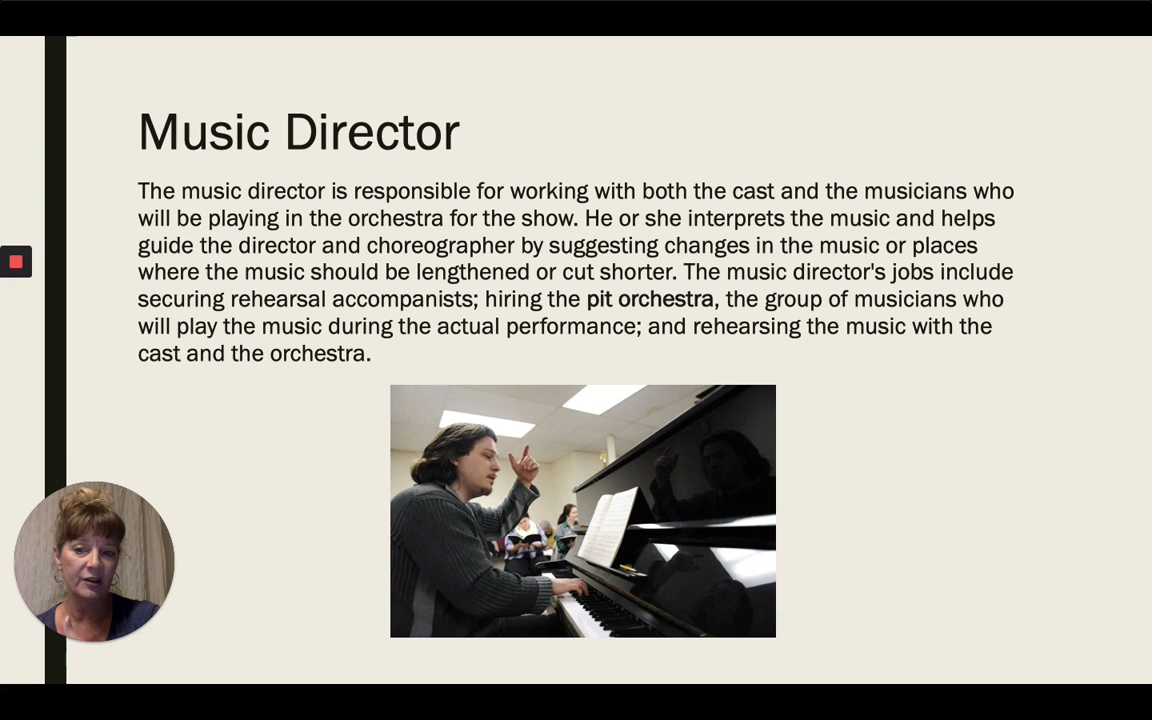 Music Director
The music director is responsible for working with both the cast and the musicians who
will be playing in the orchestra for the show. He or she interprets the music and helps
guide the director and choreographer by suggesting changes in the music or places
where the music should be lengthened or cut shorter. The music director's jobs include
securing rehearsal accompanists; hiring the pit orchestra, the group of musicians who
will play the music during the actual performance; and rehearsing the music with the
cast and the orchestra.